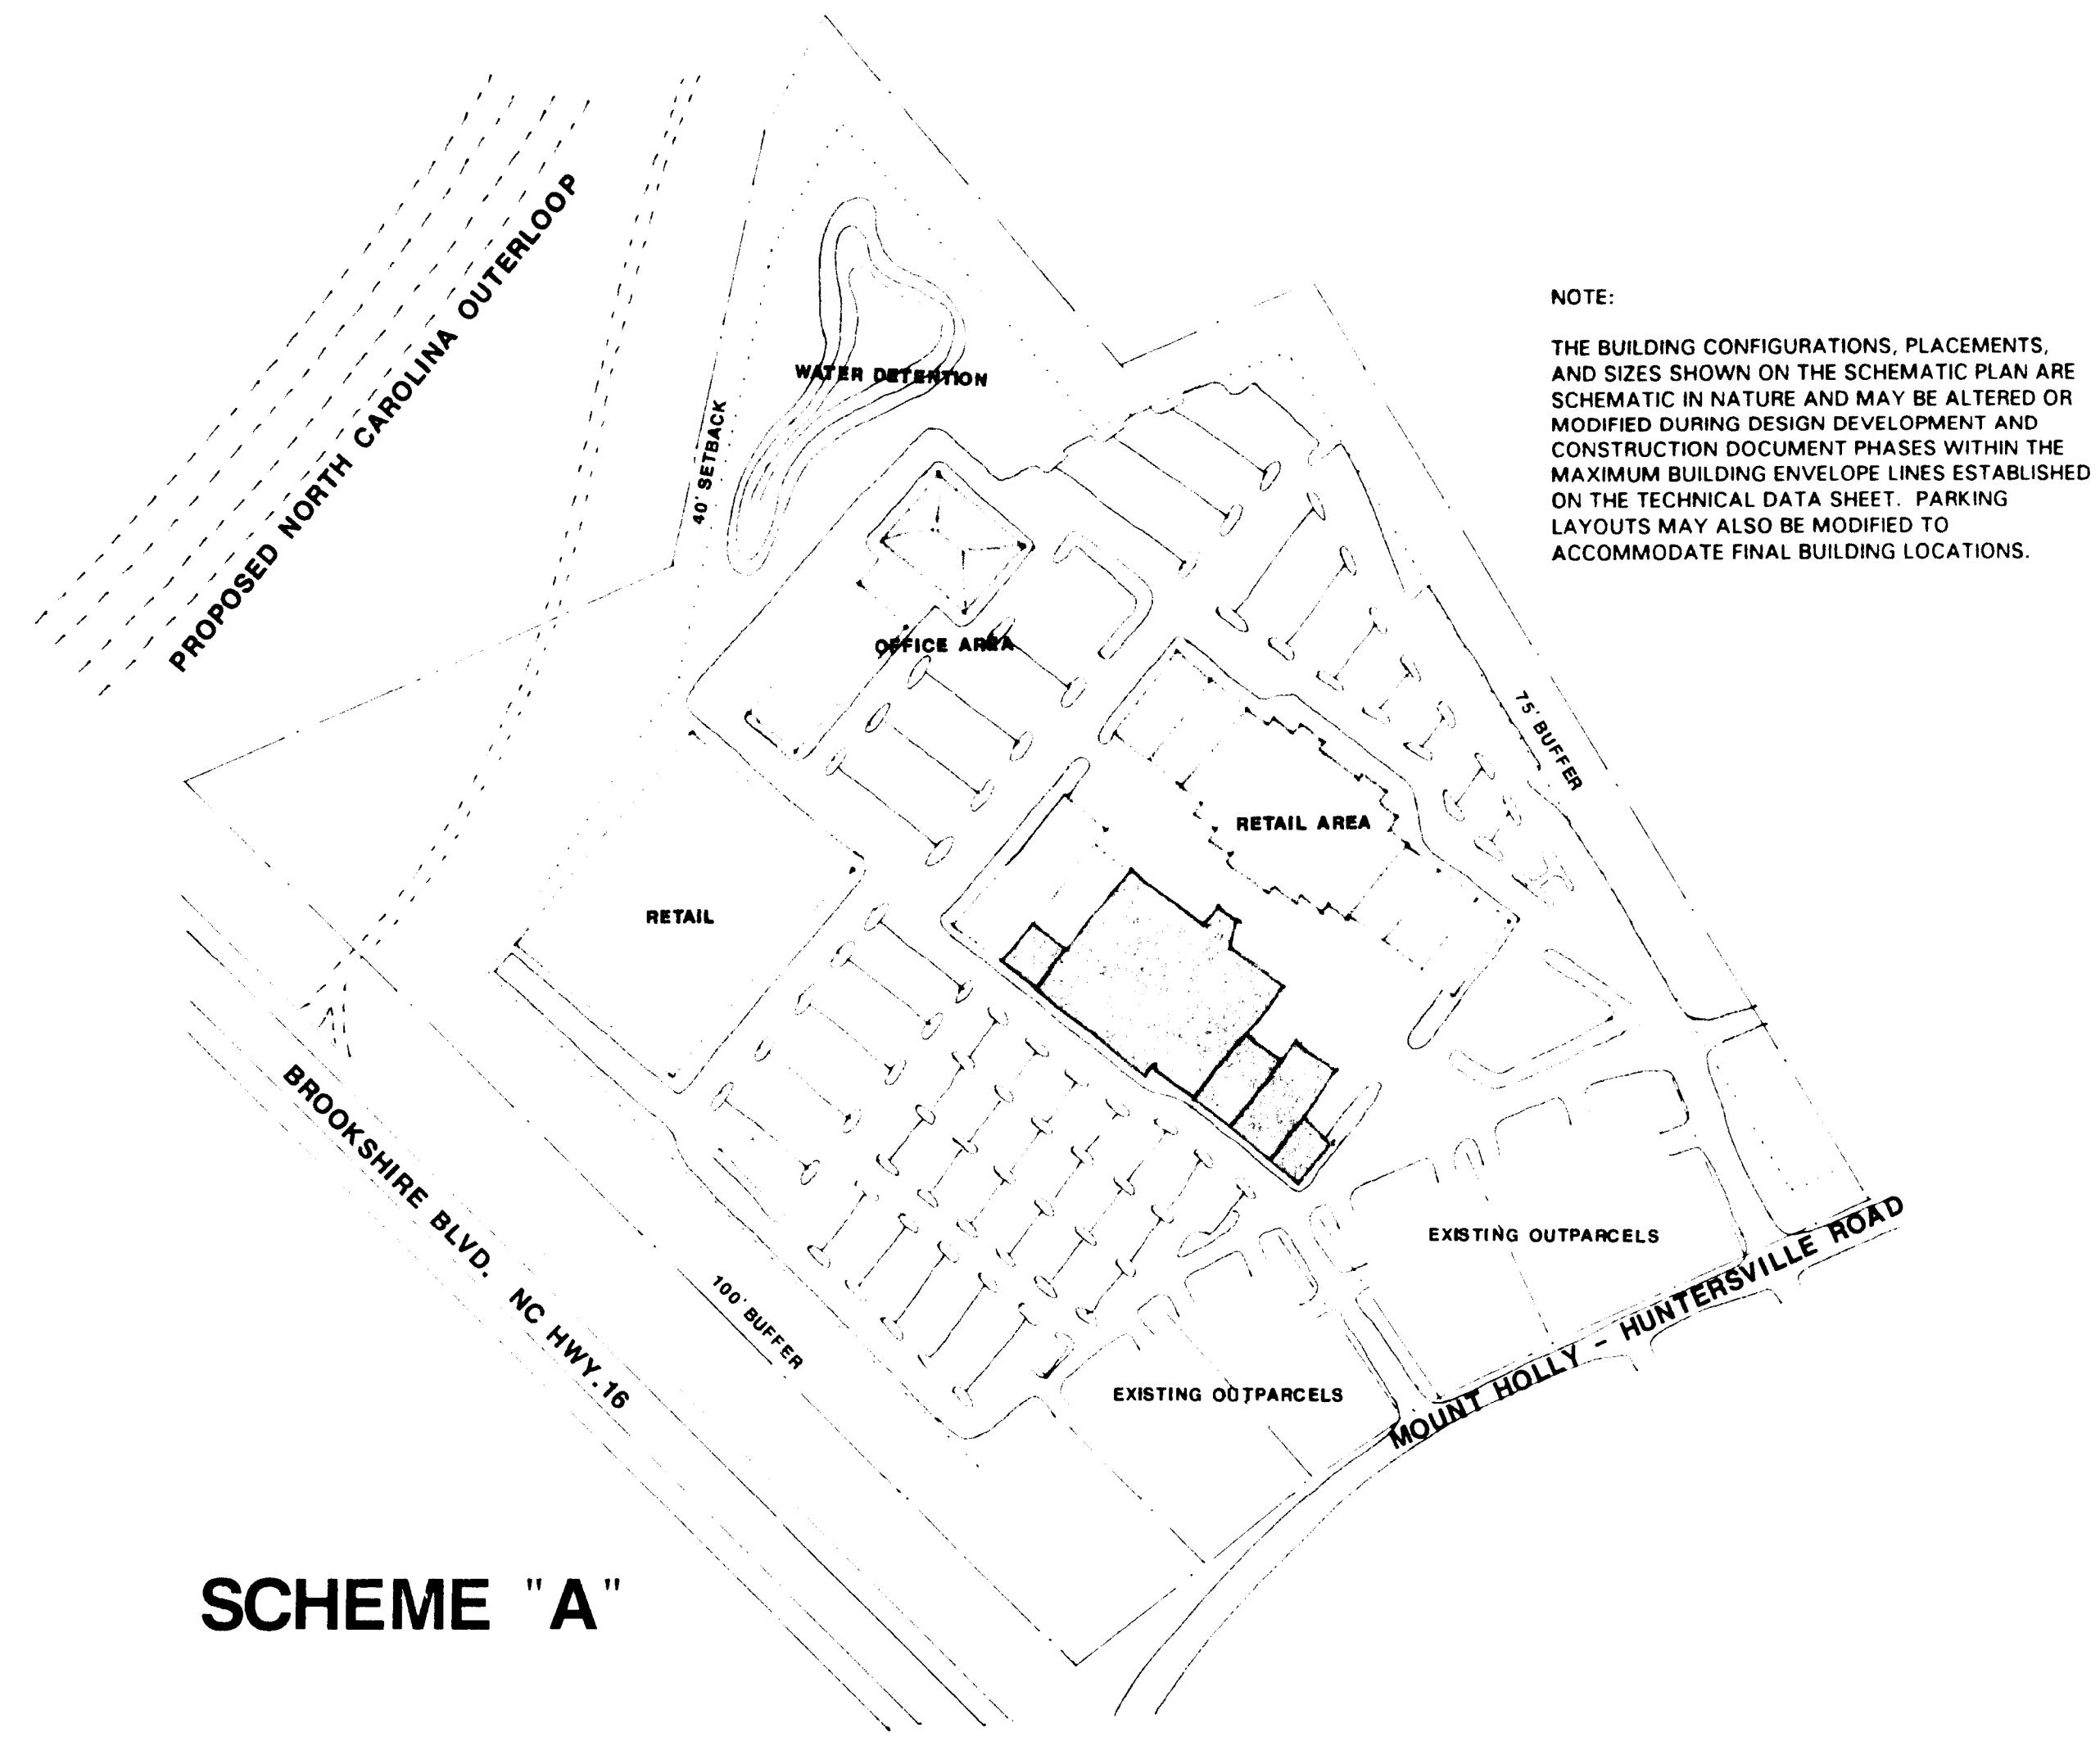 PROPOSED NORTH CAROLINA OUTERLOOP
40' SETBACK
WATER DETENTION
NOTE:
THE BUILDING CONFIGURATIONS, PLACEMENTS,
AND SIZES SHOWN ON THE SCHEMATIC PLAN ARE
SCHEMATIC IN NATURE AND MAY BE ALTERED OR
MODIFIED DURING DESIGN DEVELOPMENT AND
CONSTRUCTION DOCUMENT PHASES WITHIN THE
MAXIMUM BUILDING ENVELOPE LINES ESTABLISHED
ON THE TECHNICAL DATA SHEET. PARKING
LAYOUTS MAY ALSO BE MODIFIED TO
ACCOMMODATE FINAL BUILDING LOCATIONS.
OFFICE AREA
75' BUFFER
RETAIL AREA
RETAIL
BROOKSHIRE BLVD. NC HWY.16
100' BUFFER
EXISTING OUTPARCELS
EXISTING OUTPARCELS
MOUNT HOLLY - HUNTERSVILLE ROAD
SCHEME "A"